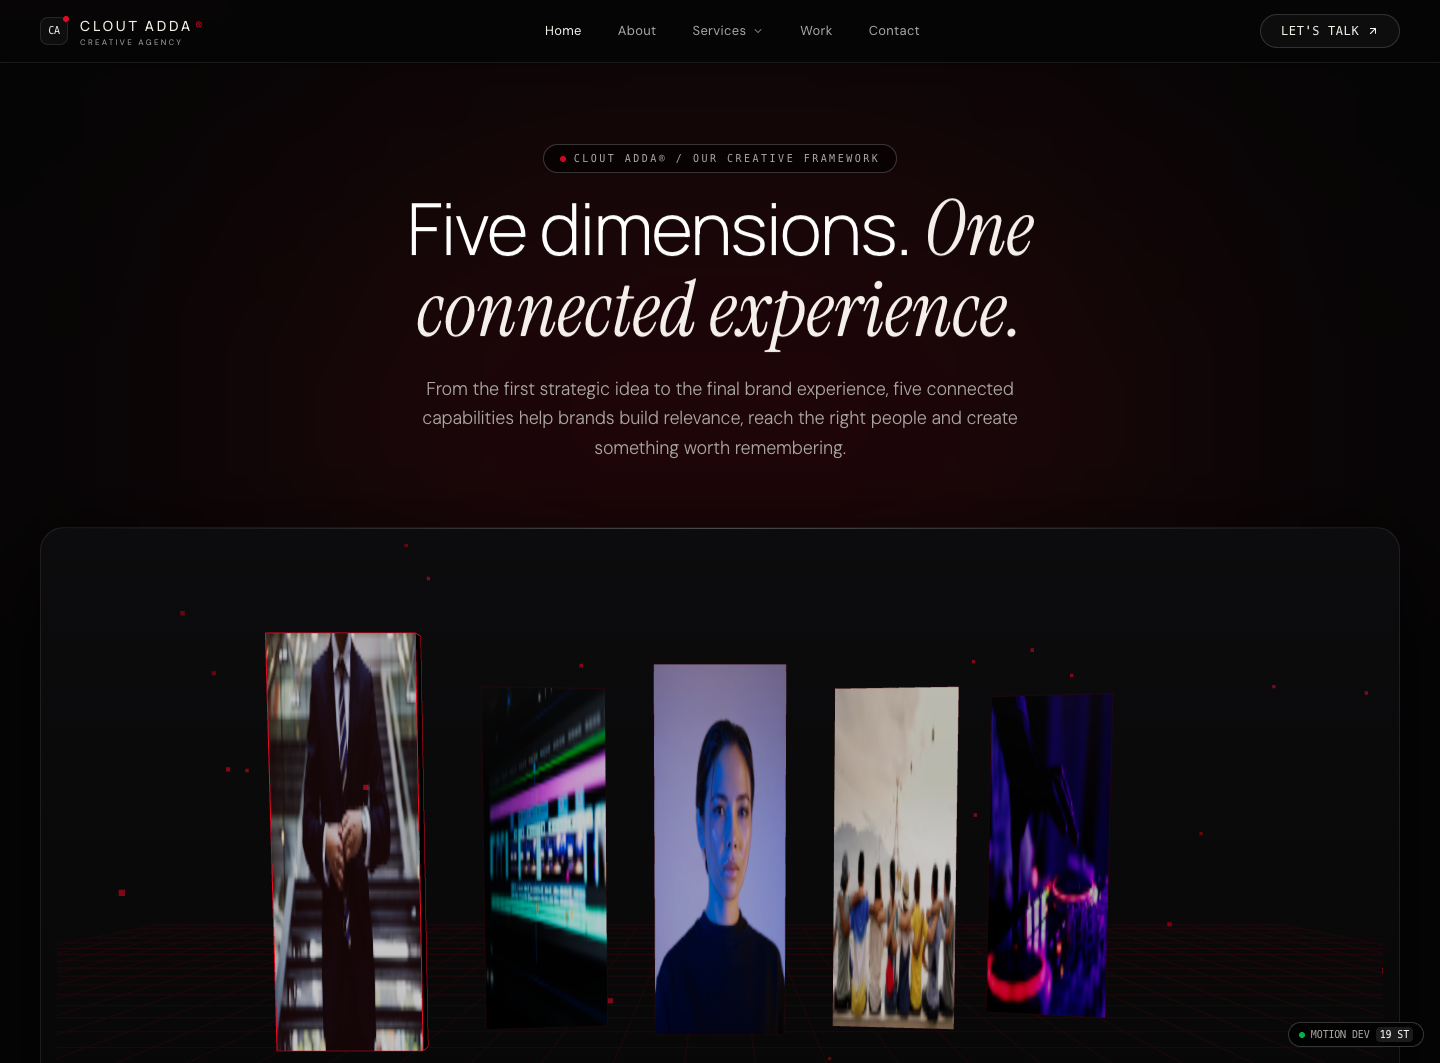 CA
CLOUT ADDA®
CREATIVE AGENCY
Home
About
Services
Work
Contact
LET'S TALK
CLOUT ADDA® / OUR CREATIVE FRAMEWORK
Five dimensions. One
connected experience.
From the first strategic idea to the final brand experience, five connected
capabilities help brands build relevance, reach the right people and create
something worth remembering.
MOTION DEV 19 ST